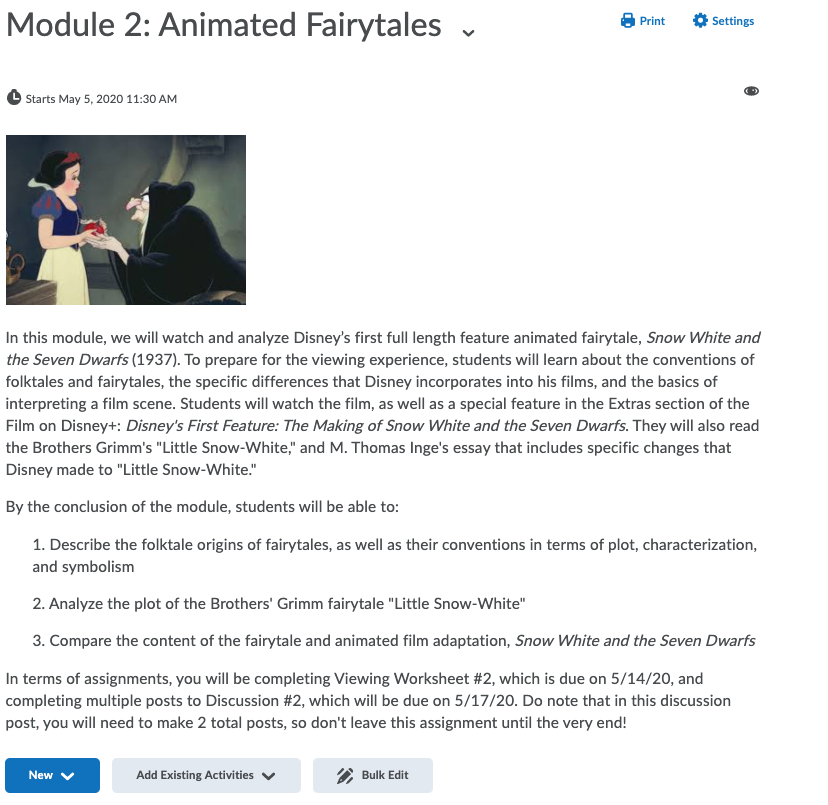 Module 2: Animated Fairytales
Print
Settings
Starts May 5, 2020 11:30 AM
In this module, we will watch and analyze Disney's first full length feature animated fairytale, Snow White and
the Seven Dwarfs (1937). To prepare for the viewing experience, students will learn about the conventions of
folktales and fairytales, the specific differences that Disney incorporates into his films, and the basics of
interpreting a film scene. Students will watch the film, as well as a special feature in the Extras section of the
Film on Disney+: Disney's First Feature: The Making of Snow White and the Seven Dwarfs. They will also read
the Brothers Grimm's "Little Snow-White," and M. Thomas Inge's essay that includes specific changes that
Disney made to "Little Snow-White."
By the conclusion of the module, students will be able to:
1. Describe the folktale origins of fairytales, as well as their conventions in terms of plot, characterization,
and symbolism
2. Analyze the plot of the Brothers' Grimm fairytale "Little Snow-White"
3. Compare the content of the fairytale and animated film adaptation, Snow White and the Seven Dwarfs
In terms of assignments, you will be completing Viewing Worksheet #2, which is due on 5/14/20, and
completing multiple posts to Discussion #2, which will be due on 5/17/20. Do note that in this discussion
post, you will need to make 2 total posts, so don't leave this assignment until the very end!
New
Add Existing Activities
Bulk Edit